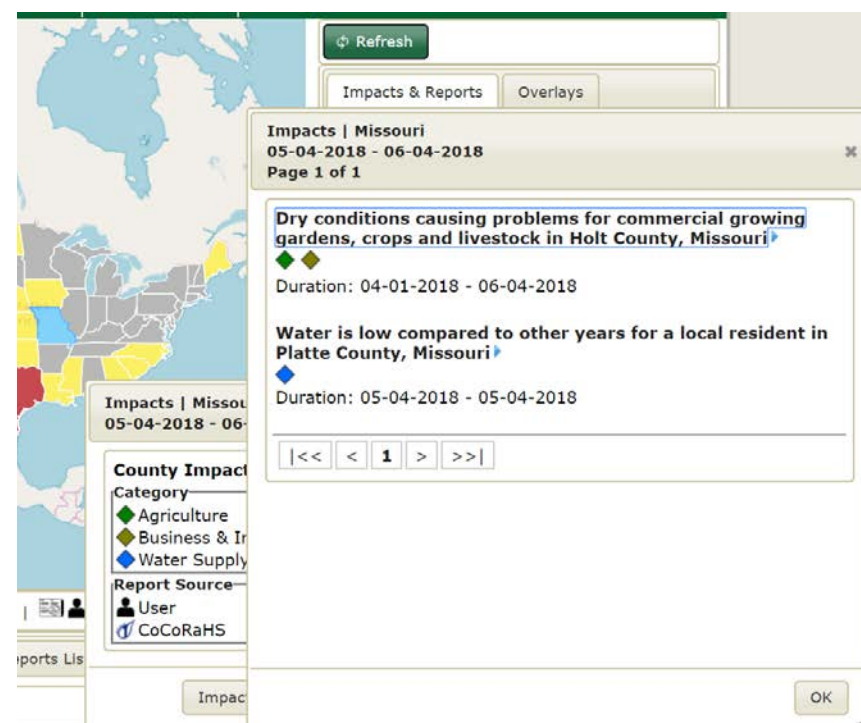 Refresh
Impacts & Reports
Overlays
Impacts | Missouri
05-04-2018 - 06-04-2018
Page 1 of 1
Dry conditions causing problems for commercial growing
gardens, crops and livestock in Holt County, Missouri
Duration: 04-01-2018 - 06-04-2018
Water is low compared to other years for a local resident in
Platte County, Missouri
Duration: 05-04-2018 - 05-04-2018
|<< < 1 > >>|
OK
Impacts | Missou
05-04-2018 - 06-
County Impact
Category
Agriculture
Business & In
Water Supply
Report Source
User
CoCoRaHS
Impac
ports Lis